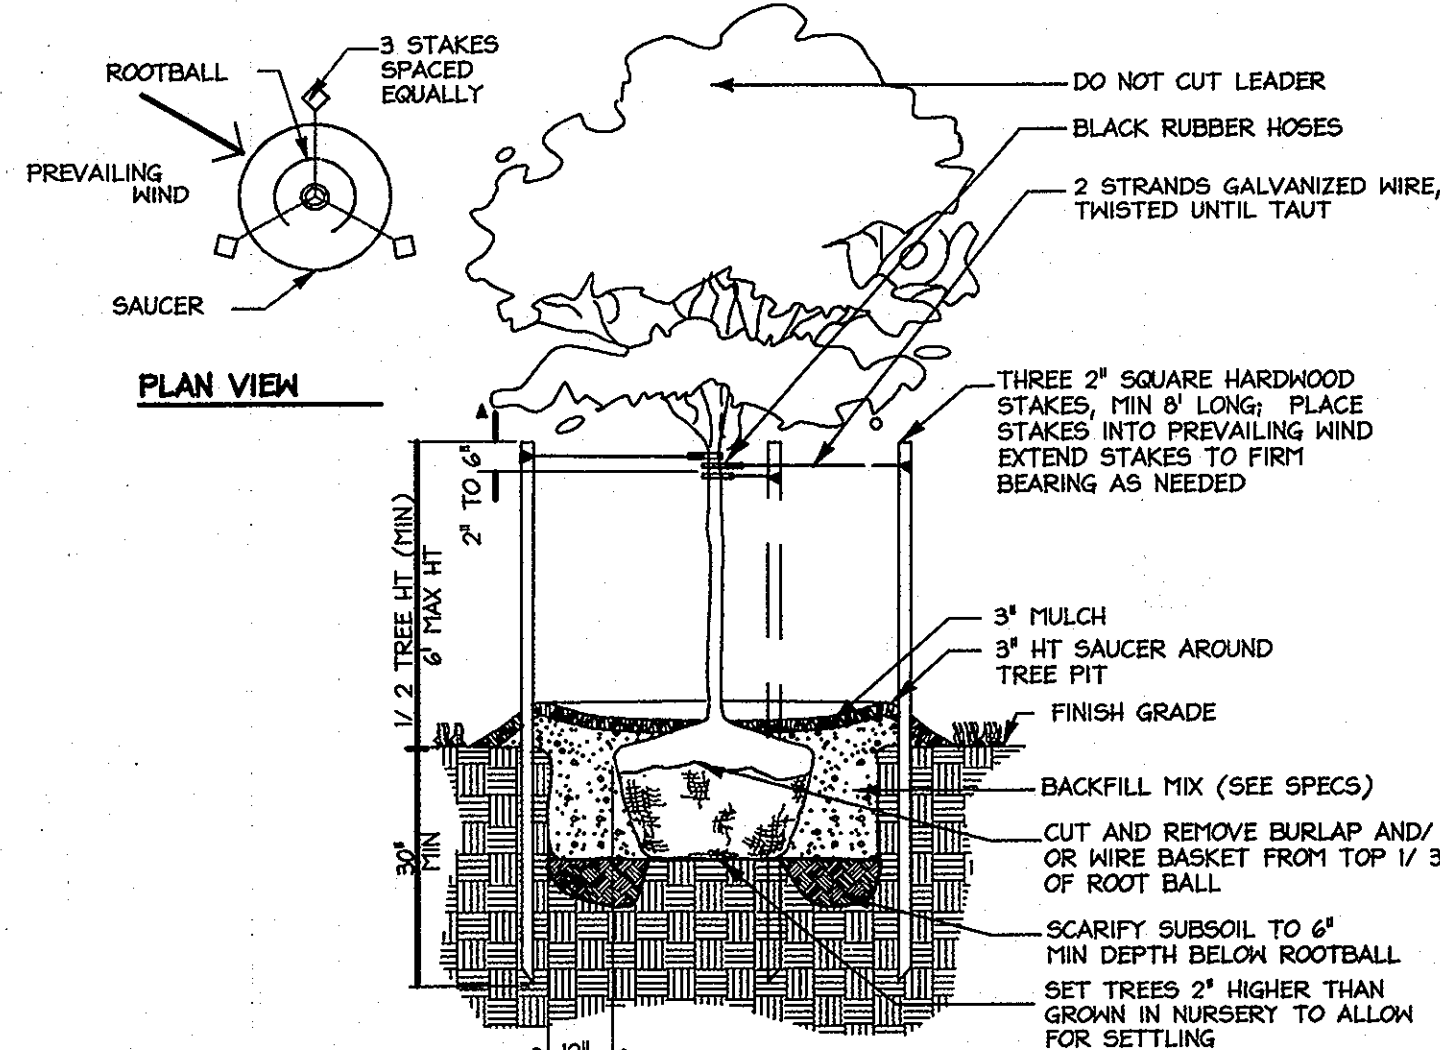 3 STAKES
SPACED
EQUALLY
ROOTBALL
PREVAILING
WIND
SAUCER
PLAN VIEW
DO NOT CUT LEADER
BLACK RUBBER HOSES
2 STRANDS GALVANIZED WIRE,
TWISTED UNTIL TAUT
THREE 2" SQUARE HARDWOOD
STAKES, MIN 8' LONG; PLACE
STAKES INTO PREVAILING WIND
EXTEND STAKES TO FIRM
BEARING AS NEEDED
2" TO 6"
1/2 TREE HT (MIN)
6' MAX HT
3" MULCH
3" HT SAUCER AROUND
TREE PIT
FINISH GRADE
BACKFILL MIX (SEE SPECS)
CUT AND REMOVE BURLAP AND/
OR WIRE BASKET FROM TOP 1/3
OF ROOT BALL
30"
MIN
SCARIFY SUBSOIL TO 6"
MIN DEPTH BELOW ROOTBALL
SET TREES 2" HIGHER THAN
GROWN IN NURSERY TO ALLOW
FOR SETTLING